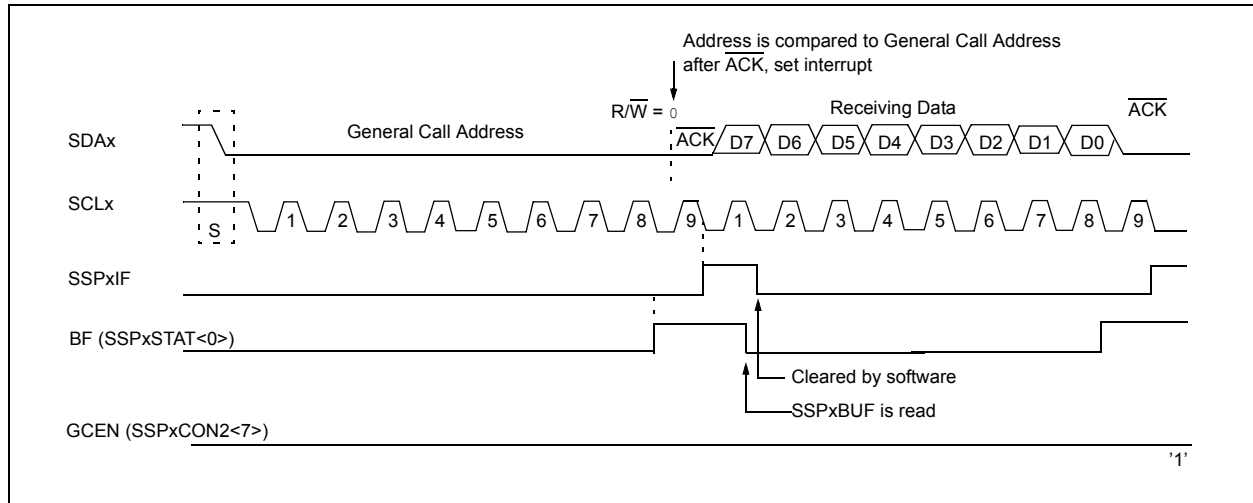 Address is compared to General Call Address
after ACK, set interrupt
R/W = 0
Receiving Data
ACK
SDAx
General Call Address
ACK
D7 D6 D5 D4 D3 D2 D1 D0
SCLx
S
1 2 3 4 5 6 7 8 9 1 2 3 4 5 6 7 8 9
SSPxIF
BF (SSPxSTAT<0>)
Cleared by software
SSPxBUF is read
GCEN (SSPxCON2<7>)
'1'